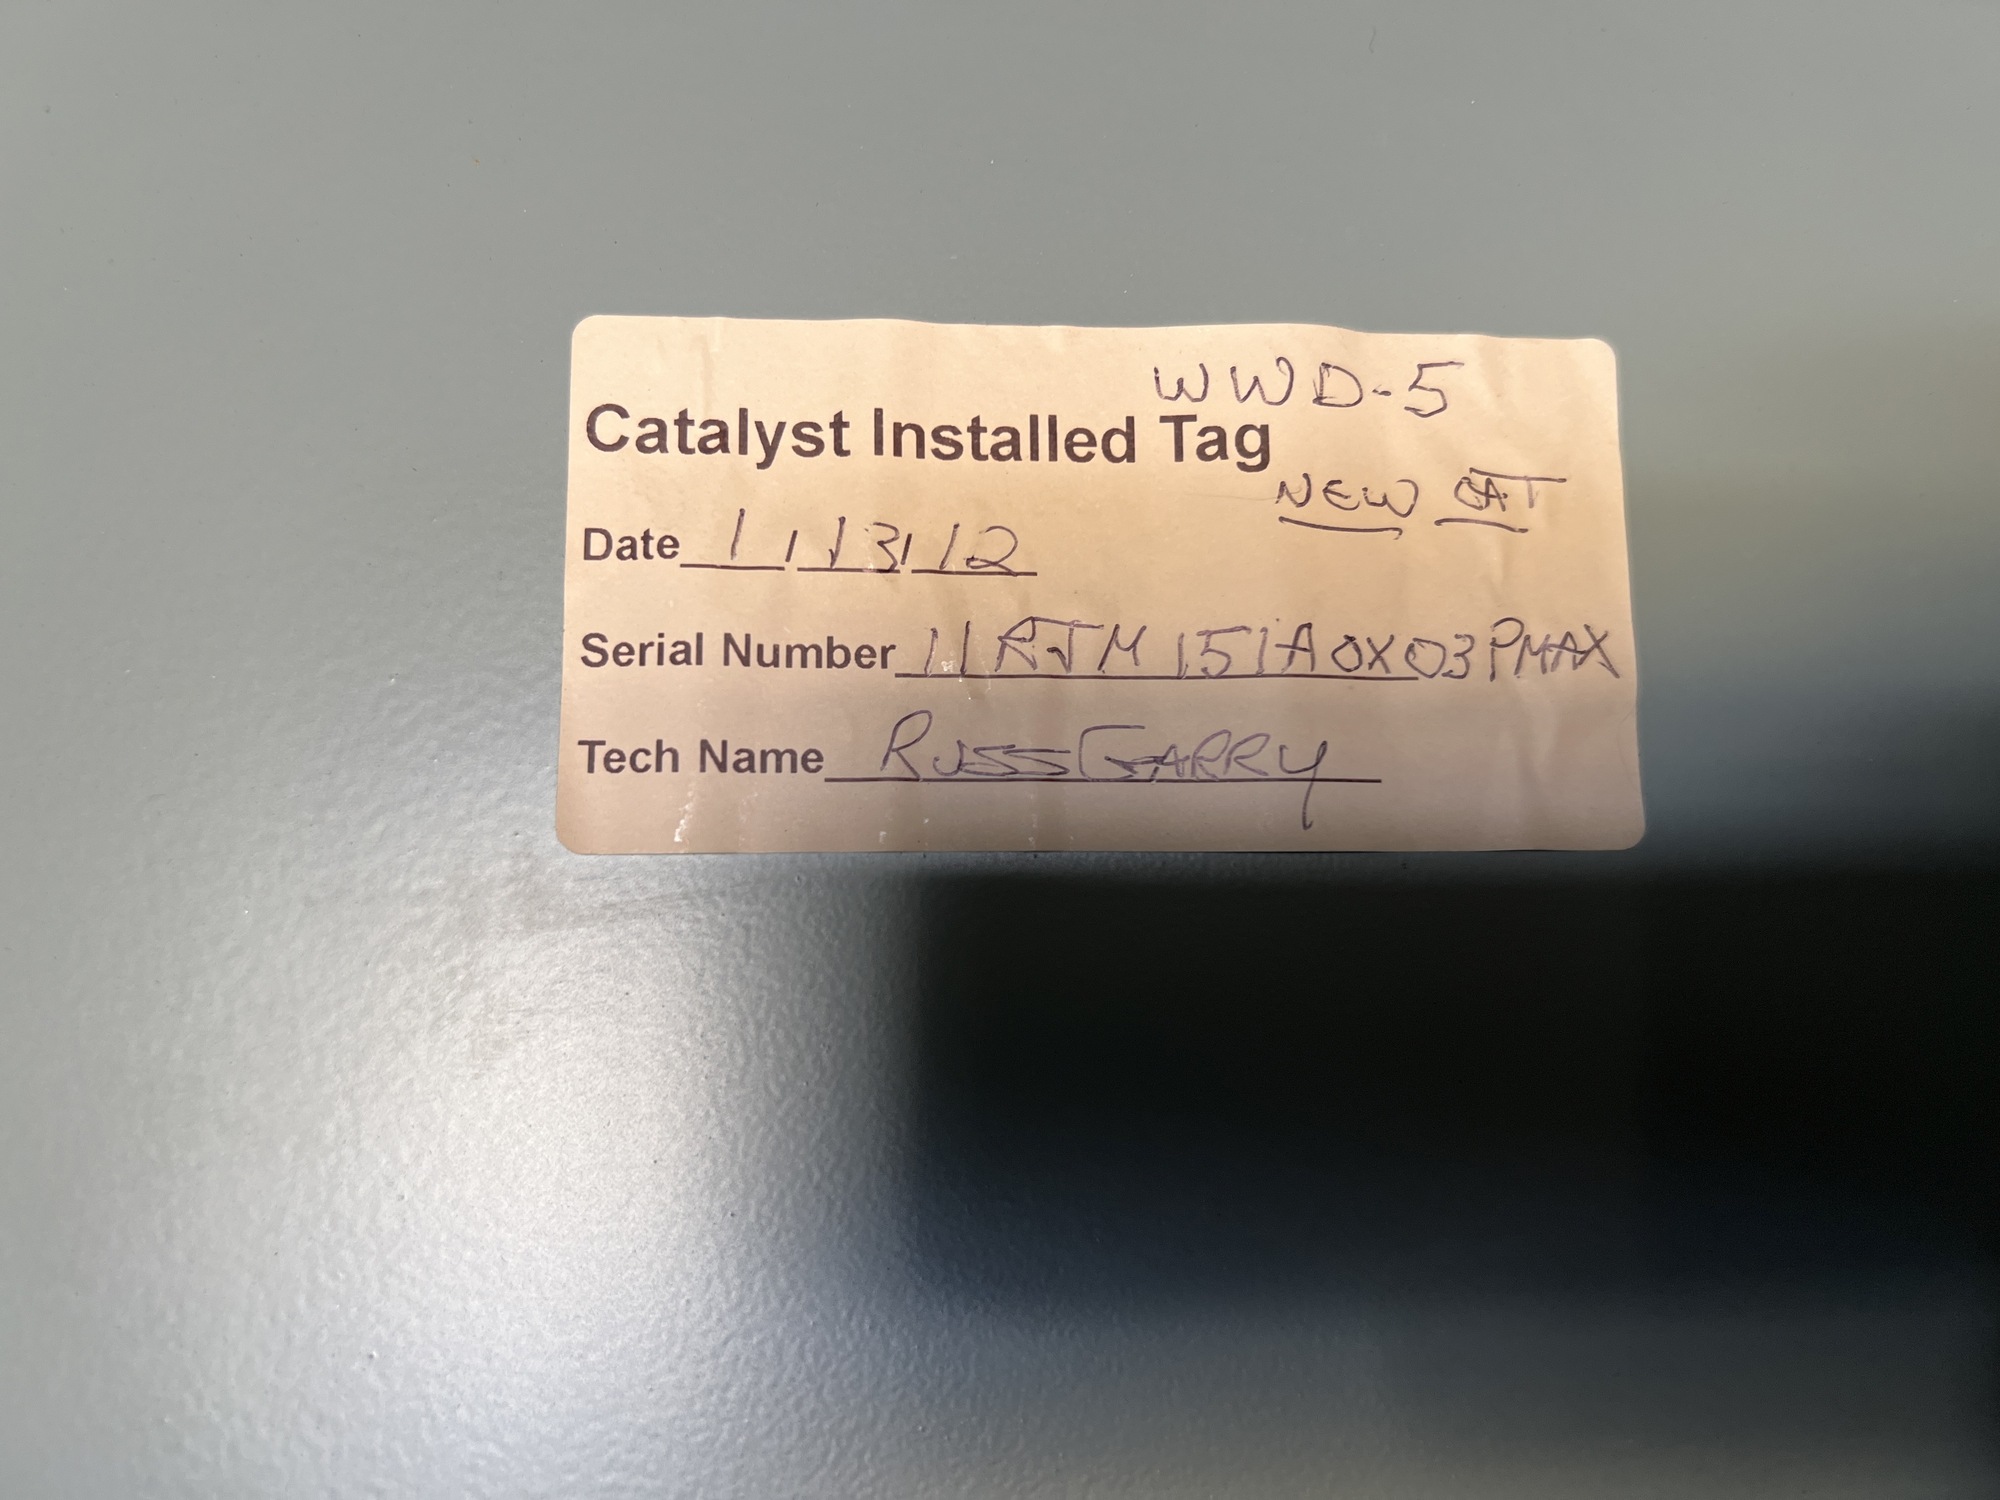 WWD-5
Catalyst Installed Tag
NEW CAT
Date 1/13/12
Serial Number 11RJM151A0X03PMAX
Tech Name RUSS GARRY